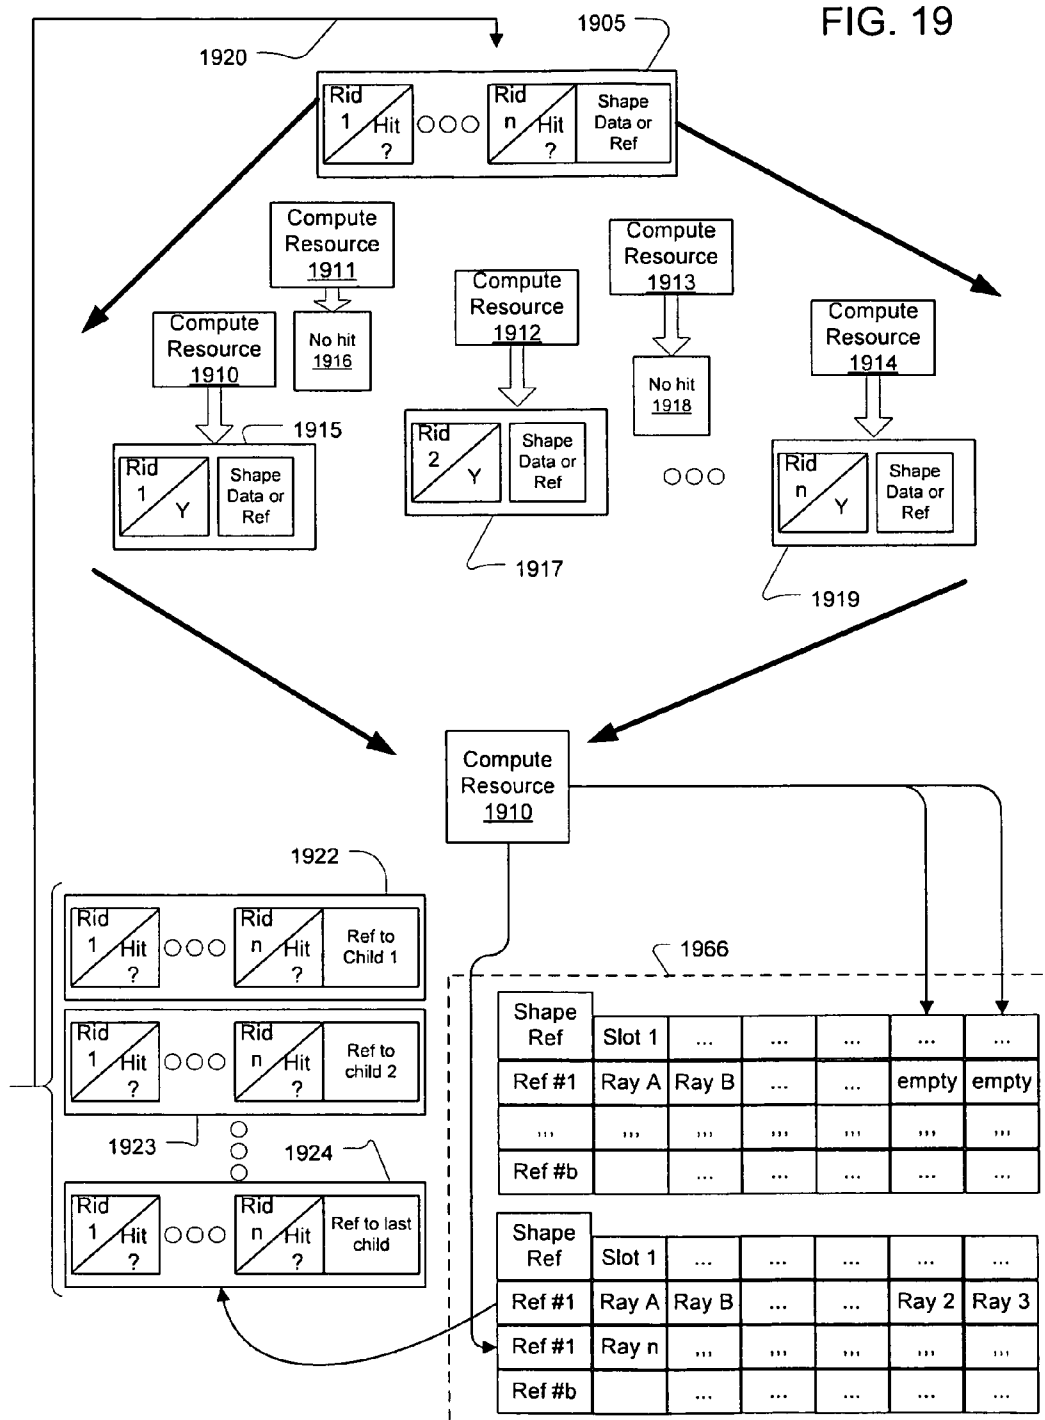 FIG. 19
1905
1920
Rid
1
Hit
?
Rid
n
Hit
?
Shape
Data or
Ref
Compute
Resource
1911
Compute
Resource
1913
Compute
Resource
1912
Compute
Resource
1914
Compute
Resource
1910
No hit
1916
No hit
1918
1915
Rid
1
Y
Shape
Data or
Ref
Rid
2
Y
Shape
Data or
Ref
Rid
n
Y
Shape
Data or
Ref
1917
1919
Compute
Resource
1910
1922
Rid
1
Hit
?
Rid
n
Hit
?
Ref to
Child 1
Rid
1
Hit
?
Rid
n
Hit
?
Ref to
child 2
1923
1924
Rid
1
Hit
?
Rid
n
Hit
?
Ref to last
child
1966
Shape
Ref
Slot 1 ... ... ... ... ...
Ref #1 Ray A Ray B ... ... empty empty
,,, ,,, ,,, ,,, ,,, ,,, ,,,
Ref #b ... ... ... ... ...
Shape
Ref
Slot 1 ... ... ... ... ...
Ref #1 Ray A Ray B ... ... Ray 2 Ray 3
Ref #1 Ray n ,,, ,,, ,,, ,,, ,,,
Ref #b ... ... ... ... ...